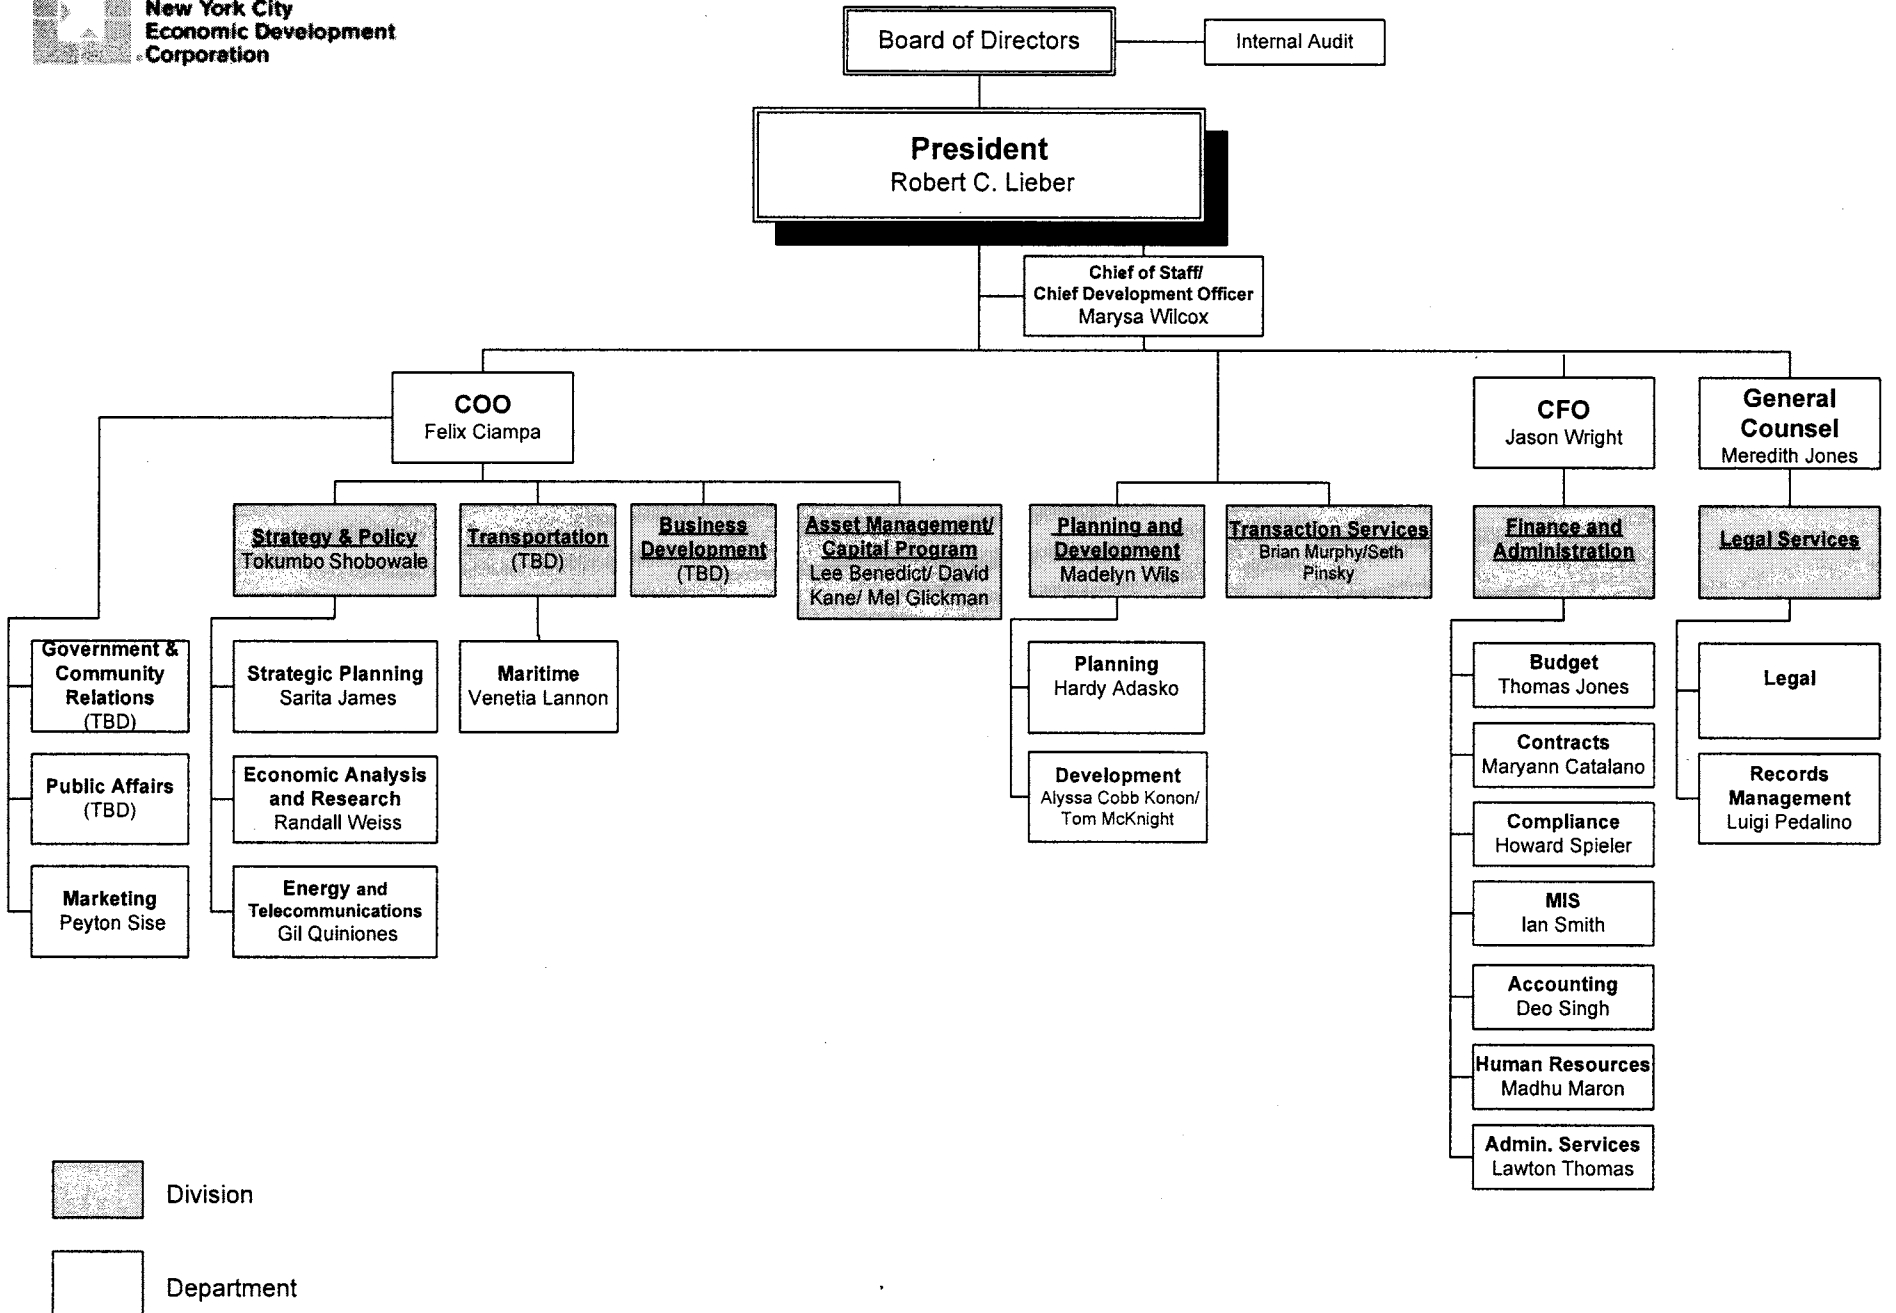 New York City
Economic Development
Corporation
Board of Directors
Internal Audit
President
Robert C. Lieber
Chief of Staff/
Chief Development Officer
Marysa Wilcox
COO
Felix Ciampa
CFO
Jason Wright
General
Counsel
Meredith Jones
Strategy & Policy
Tokumbo Shobowale
Transportation
(TBD)
Business
Development
(TBD)
Asset Management/
Capital Program
Lee Benedict/ David
Kane/ Mel Glickman
Planning and
Development
Madelyn Wils
Transaction Services
Brian Murphy/Seth
Pinsky
Finance and
Administration
Legal Services
Government &
Community
Relations
(TBD)
Public Affairs
(TBD)
Marketing
Peyton Sise
Strategic Planning
Sarita James
Economic Analysis
and Research
Randall Weiss
Energy and
Telecommunications
Gil Quiniones
Maritime
Venetia Lannon
Planning
Hardy Adasko
Development
Alyssa Cobb Konon/
Tom McKnight
Budget
Thomas Jones
Contracts
Maryann Catalano
Compliance
Howard Spieler
MIS
Ian Smith
Accounting
Deo Singh
Human Resources
Madhu Maron
Admin. Services
Lawton Thomas
Legal
Records
Management
Luigi Pedalino
Division
Department